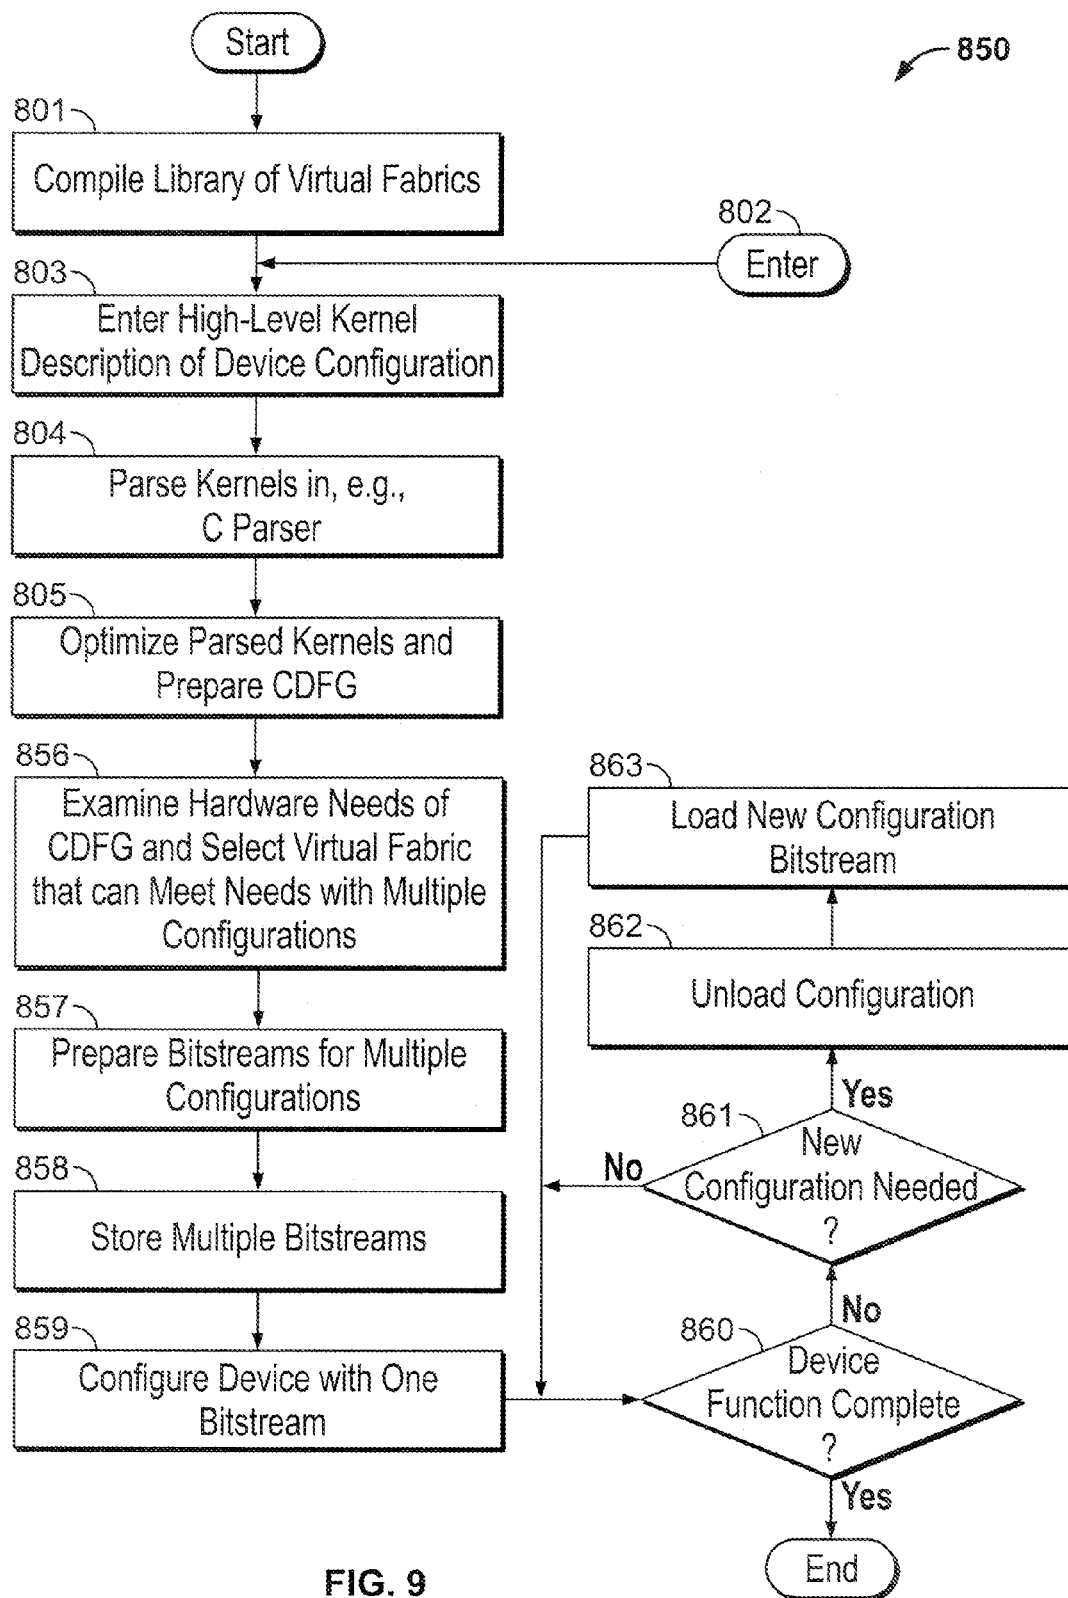 Start
850
801
Compile Library of Virtual Fabrics
802
Enter
803
Enter High-Level Kernel
Description of Device Configuration
804
Parse Kernels in, e.g.,
C Parser
805
Optimize Parsed Kernels and
Prepare CDFG
856
Examine Hardware Needs of
CDFG and Select Virtual Fabric
that can Meet Needs with Multiple
Configurations
857
Prepare Bitstreams for Multiple
Configurations
858
Store Multiple Bitstreams
859
Configure Device with One
Bitstream
863
Load New Configuration
Bitstream
862
Unload Configuration
Yes
861
New
Configuration Needed
?
No
No
860
Device
Function Complete
?
Yes
End
FIG. 9